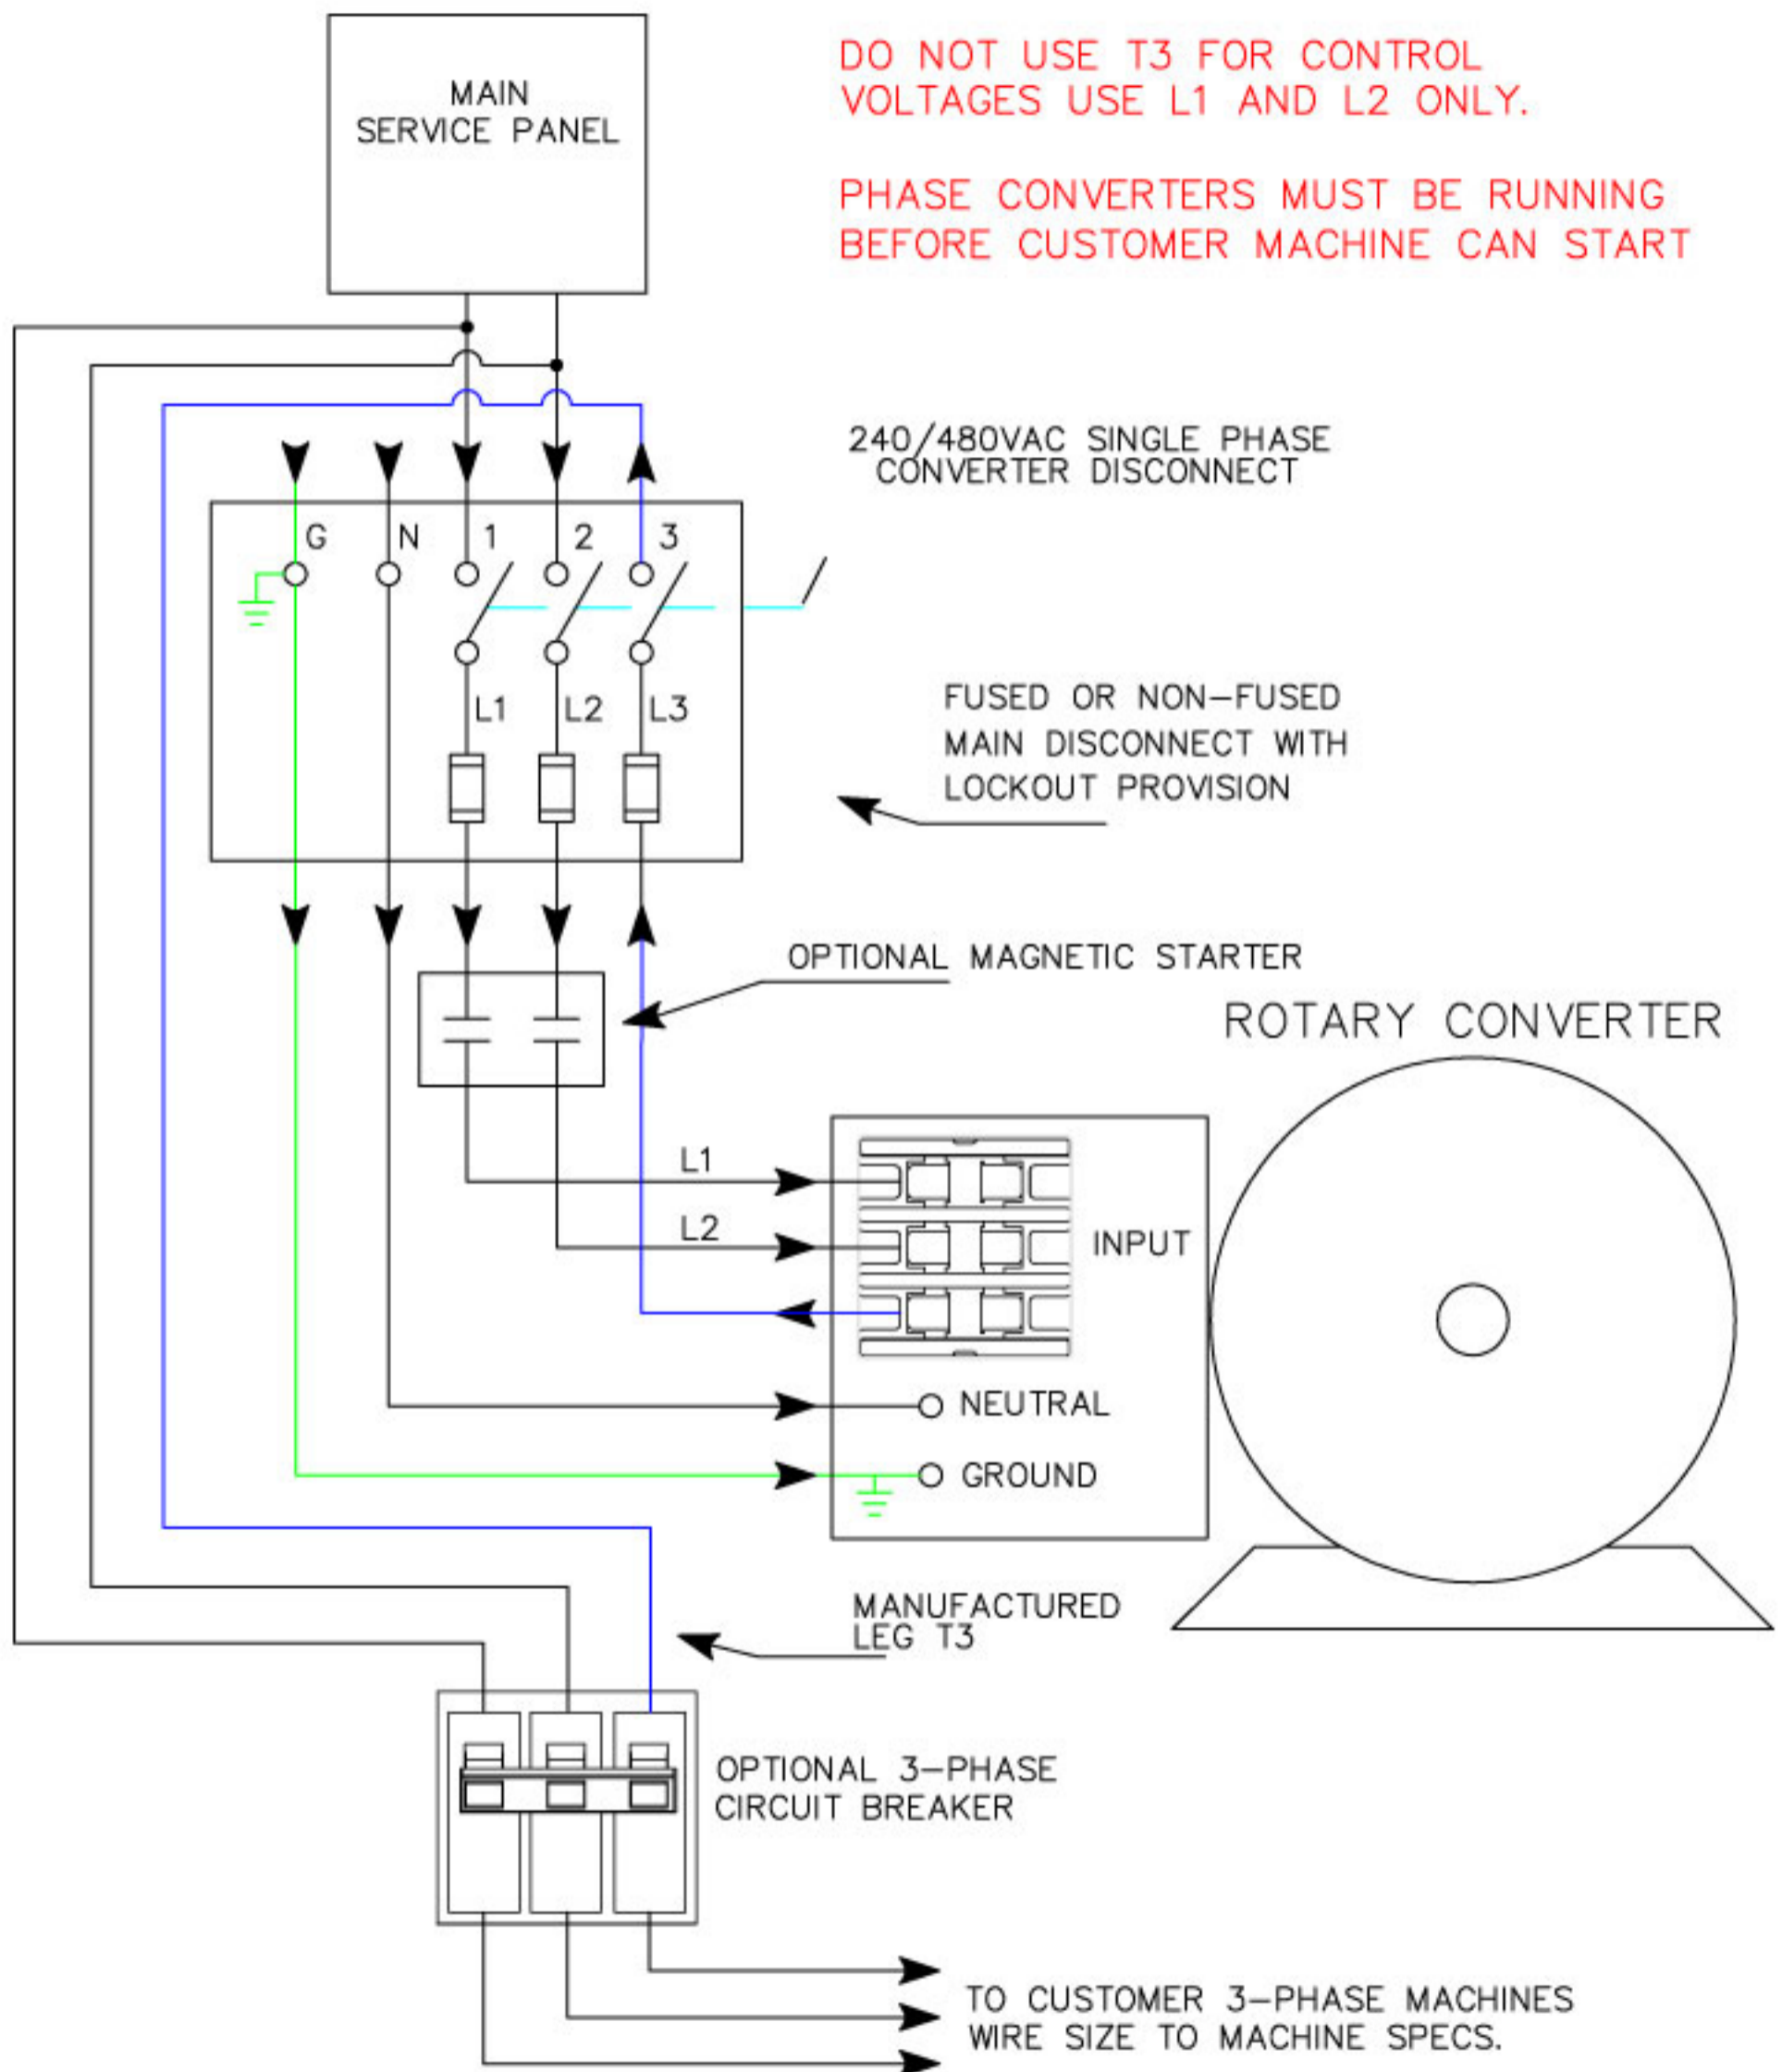 MAIN
SERVICE PANEL
DO NOT USE T3 FOR CONTROL
VOLTAGES USE L1 AND L2 ONLY.
PHASE CONVERTERS MUST BE RUNNING
BEFORE CUSTOMER MACHINE CAN START
240/480VAC SINGLE PHASE
CONVERTER DISCONNECT
G N 1 2 3
L1 L2 L3
FUSED OR NON-FUSED
MAIN DISCONNECT WITH
LOCKOUT PROVISION
OPTIONAL MAGNETIC STARTER
ROTARY CONVERTER
L1
L2
INPUT
NEUTRAL
GROUND
MANUFACTURED
LEG T3
OPTIONAL 3-PHASE
CIRCUIT BREAKER
TO CUSTOMER 3-PHASE MACHINES
WIRE SIZE TO MACHINE SPECS.